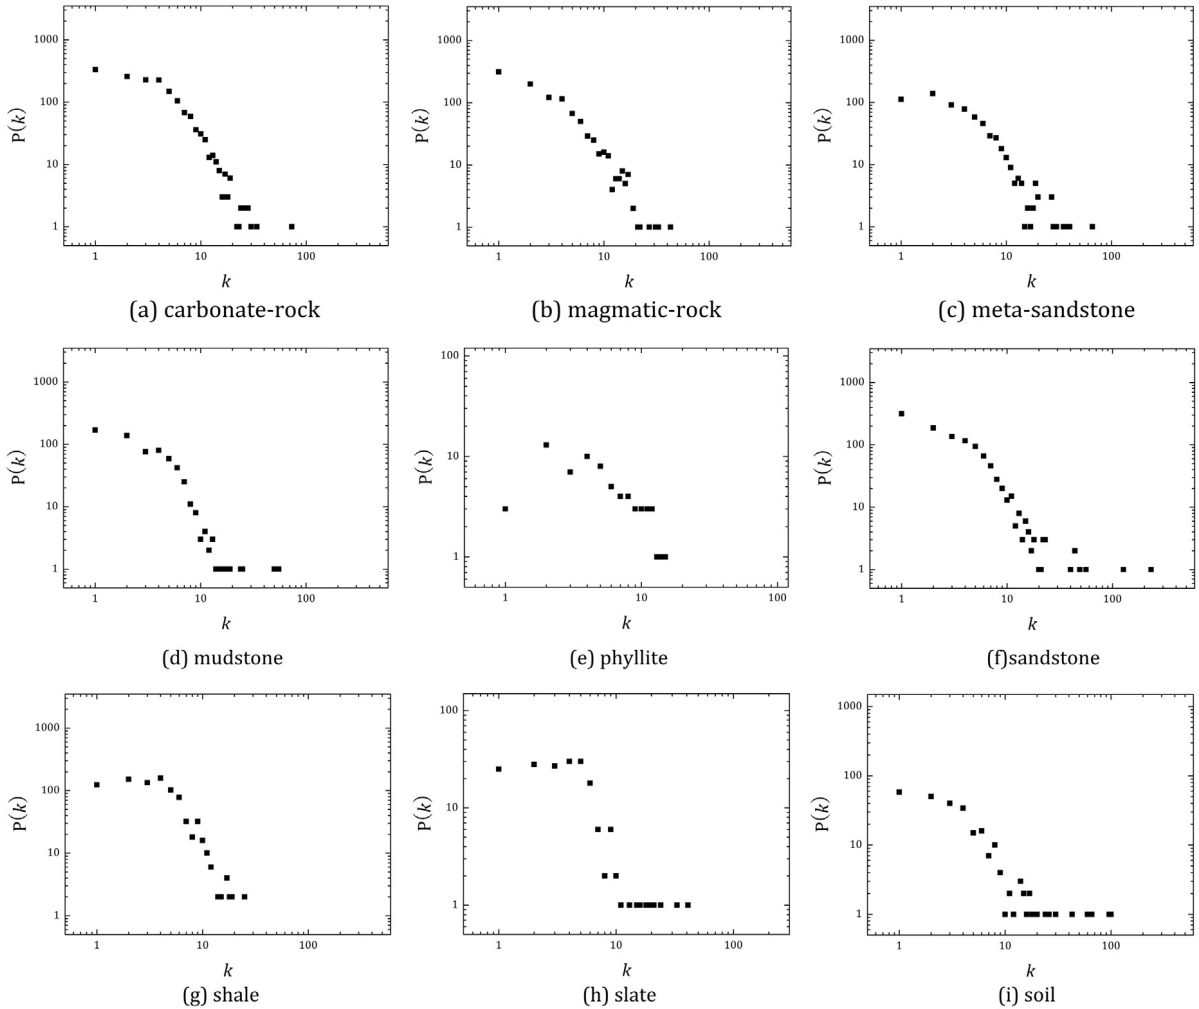 1000
100
10
1
P(k)
1 10 100
k
(a) carbonate-rock
1000
100
10
1
P(k)
1 10 100
k
(b) magmatic-rock
1000
100
10
1
P(k)
1 10 100
k
(c) meta-sandstone
1000
100
10
1
P(k)
1 10 100
k
(d) mudstone
100
10
1
P(k)
1 10 100
k
(e) phyllite
1000
100
10
1
P(k)
1 10 100
k
(f)sandstone
1000
100
10
1
P(k)
1 10 100
k
(g) shale
100
10
1
P(k)
1 10 100
k
(h) slate
1000
100
10
1
P(k)
1 10 100
k
(i) soil